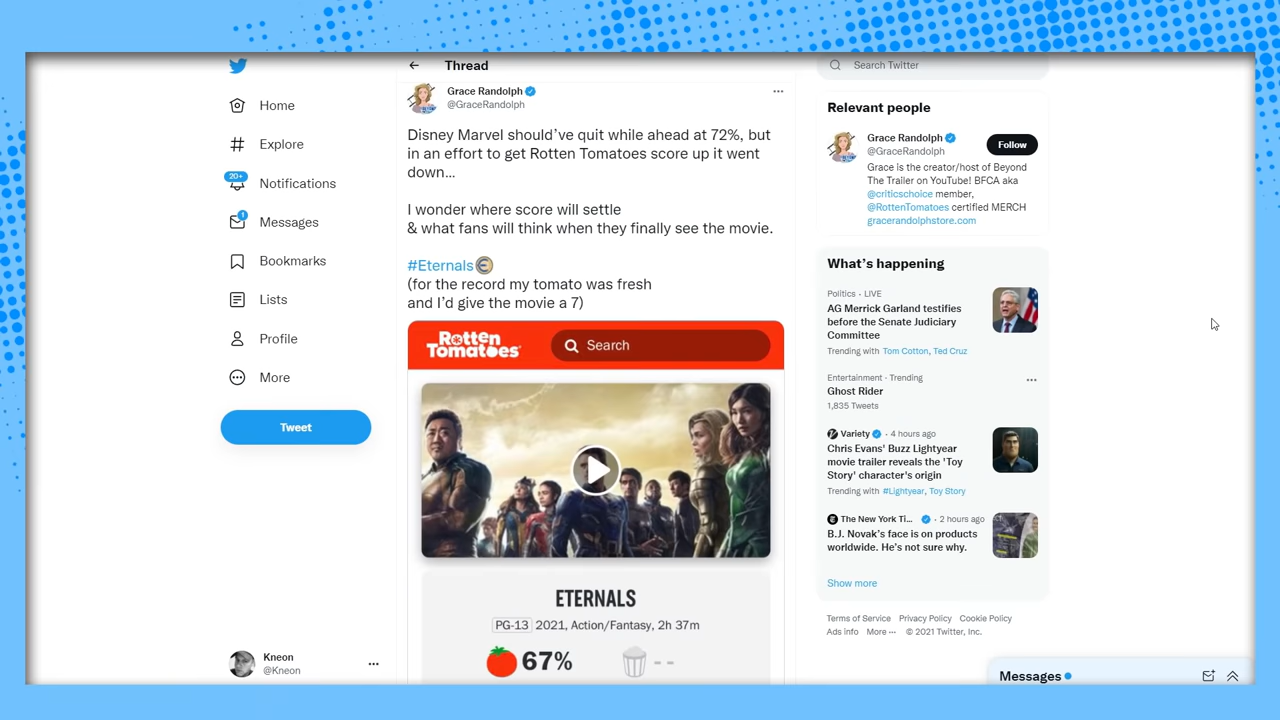 Home
Explore
20+
Notifications
1
Messages
Bookmarks
Lists
Profile
More
Tweet
Kneon
@Kneon
Thread
Grace Randolph
@GraceRandolph
Disney Marvel should've quit while ahead at 72%, but
in an effort to get Rotten Tomatoes score up it went
down...
I wonder where score will settle
& what fans will think when they finally see the movie.
#Eternals
(for the record my tomato was fresh
and I'd give the movie a 7)
Rotten
Tomatoes
Search
ETERNALS
PG-13 2021, Action/Fantasy, 2h 37m
67%
- -
Search Twitter
Relevant people
Grace Randolph
@GraceRandolph
Follow
Grace is the creator/host of Beyond
The Trailer on YouTube! BFCA aka
@criticschoice member,
@RottenTomatoes certified MERCH
gracerandolphstore.com
What's happening
Politics · LIVE
AG Merrick Garland testifies
before the Senate Judiciary
Committee
Trending with Tom Cotton, Ted Cruz
Entertainment · Trending
Ghost Rider
1,835 Tweets
Variety · 4 hours ago
Chris Evans' Buzz Lightyear
movie trailer reveals the 'Toy
Story' character's origin
Trending with #Lightyear, Toy Story
The New York Ti... · 2 hours ago
B.J. Novak's face is on products
worldwide. He's not sure why.
Show more
Terms of Service Privacy Policy Cookie Policy
Ads info More ··· © 2021 Twitter, Inc.
Messages